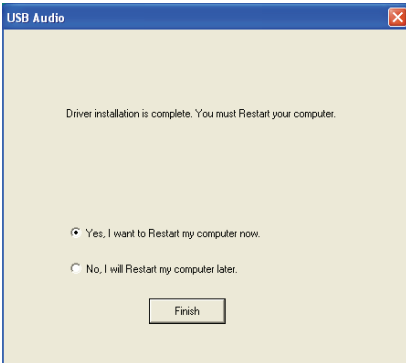 USB Audio
Driver installation is complete. You must Restart your computer.
Yes, I want to Restart my computer now.
No, I will Restart my computer later.
Finish